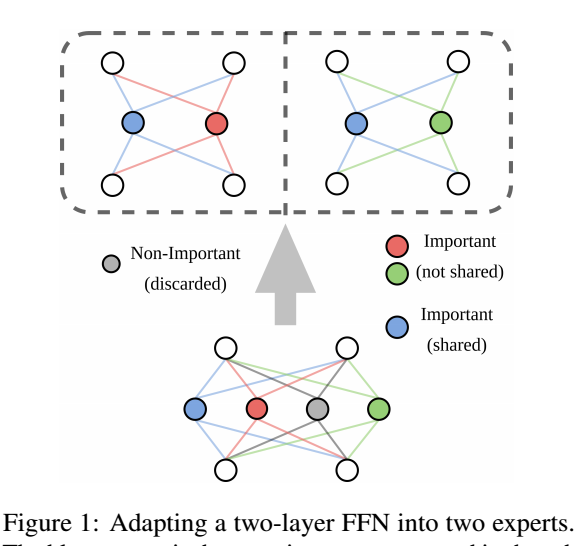 Non-Important
(discarded)
Important
(not shared)
Important
(shared)
Figure 1: Adapting a two-layer FFN into two experts.